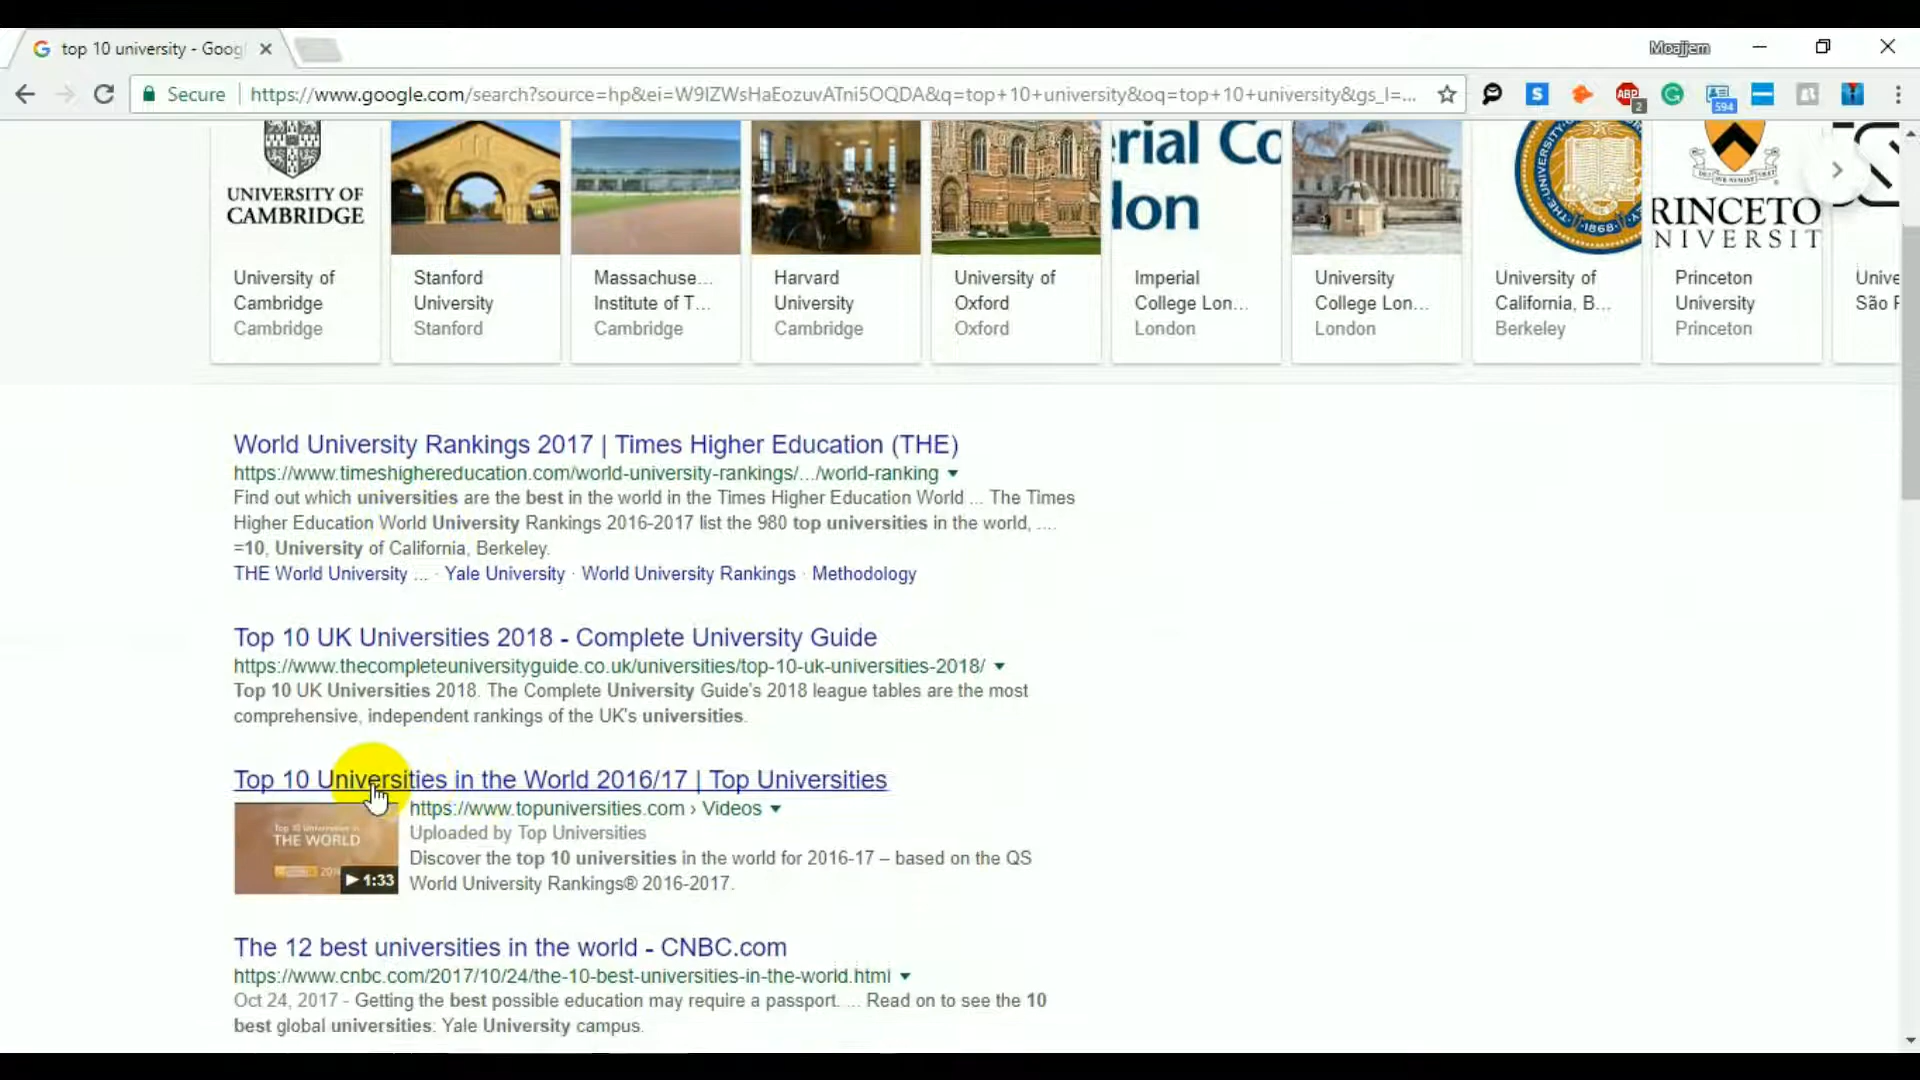 top 10 university - Goog
Moajjem
Secure
https://www.google.com/search?source=hp&ei=W9IZWsHaEozuvATni5OQDA&q=top+10+university&oq=top+10+university&gs_l=...
S
ABP
2
594
UNIVERSITY OF
CAMBRIDGE
rial Co
don
1868
RINCETO
NIVERSIT
University of
Cambridge
Cambridge
Stanford
University
Stanford
Massachuse...
Institute of T...
Cambridge
Harvard
University
Cambridge
University of
Oxford
Oxford
Imperial
College Lon...
London
University
College Lon...
London
University of
California, B...
Berkeley
Princeton
University
Princeton
Unive
São P
World University Rankings 2017 | Times Higher Education (THE)
https://www.timeshighereducation.com/world-university-rankings/.../world-ranking
Find out which universities are the best in the world in the Times Higher Education World ... The Times
Higher Education World University Rankings 2016-2017 list the 980 top universities in the world, ....
=10, University of California, Berkeley.
THE World University ... · Yale University · World University Rankings · Methodology
Top 10 UK Universities 2018 - Complete University Guide
https://www.thecompleteuniversityguide.co.uk/universities/top-10-uk-universities-2018/
Top 10 UK Universities 2018. The Complete University Guide's 2018 league tables are the most
comprehensive, independent rankings of the UK's universities.
Top 10 Universities in the World 2016/17 | Top Universities
https://www.topuniversities.com › Videos
Uploaded by Top Universities
Discover the top 10 universities in the world for 2016-17 – based on the QS
World University Rankings® 2016-2017.
Top 10 Universities in
THE WORLD
1:33
The 12 best universities in the world - CNBC.com
https://www.cnbc.com/2017/10/24/the-10-best-universities-in-the-world.html
Oct 24, 2017 - Getting the best possible education may require a passport. ... Read on to see the 10
best global universities: Yale University campus.